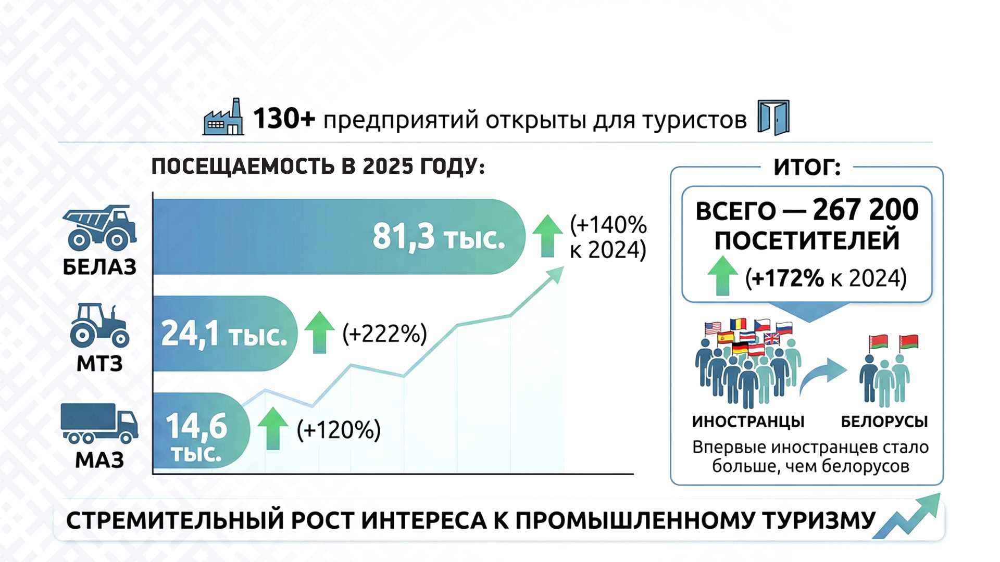 130+ предприятий открыты для туристов
ПОСЕЩАЕМОСТЬ В 2025 ГОДУ:
БЕЛАЗ
81,3 тыс.
(+140%
к 2024)
МТЗ
24,1 тыс.
(+222%)
МАЗ
14,6
тыс.
(+120%)
ИТОГ:
ВСЕГО — 267 200
ПОСЕТИТЕЛЕЙ
(+172% к 2024)
ИНОСТРАНЦЫ
БЕЛОРУСЫ
Впервые иностранцев стало
больше, чем белорусов
СТРЕМИТЕЛЬНЫЙ РОСТ ИНТЕРЕСА К ПРОМЫШЛЕННОМУ ТУРИЗМУ